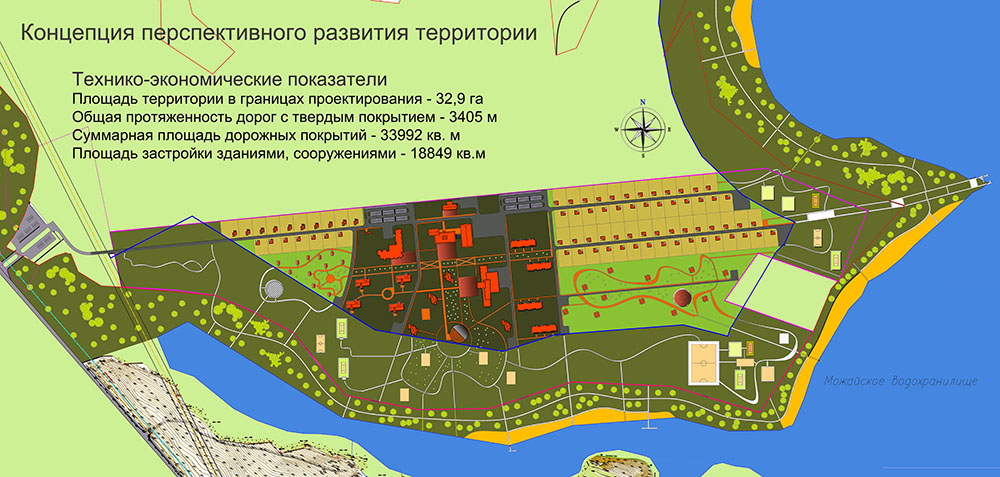 Концепция перспективного развития территории
Технико-экономические показатели
Площадь территории в границах проектирования - 32,9 га
Общая протяженность дорог с твердым покрытием - 3405 м
Суммарная площадь дорожных покрытий - 33992 кв. м
Площадь застройки зданиями, сооружениями - 18849 кв.м
N
W E
S
Можайское водохранилище